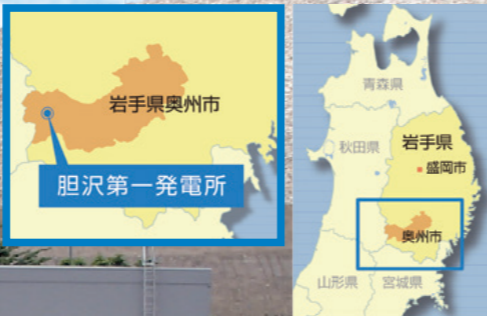 岩手県奥州市
胆沢第一発電所
青森県
秋田県
岩手県
盛岡市
奥州市
山形県
宮城県